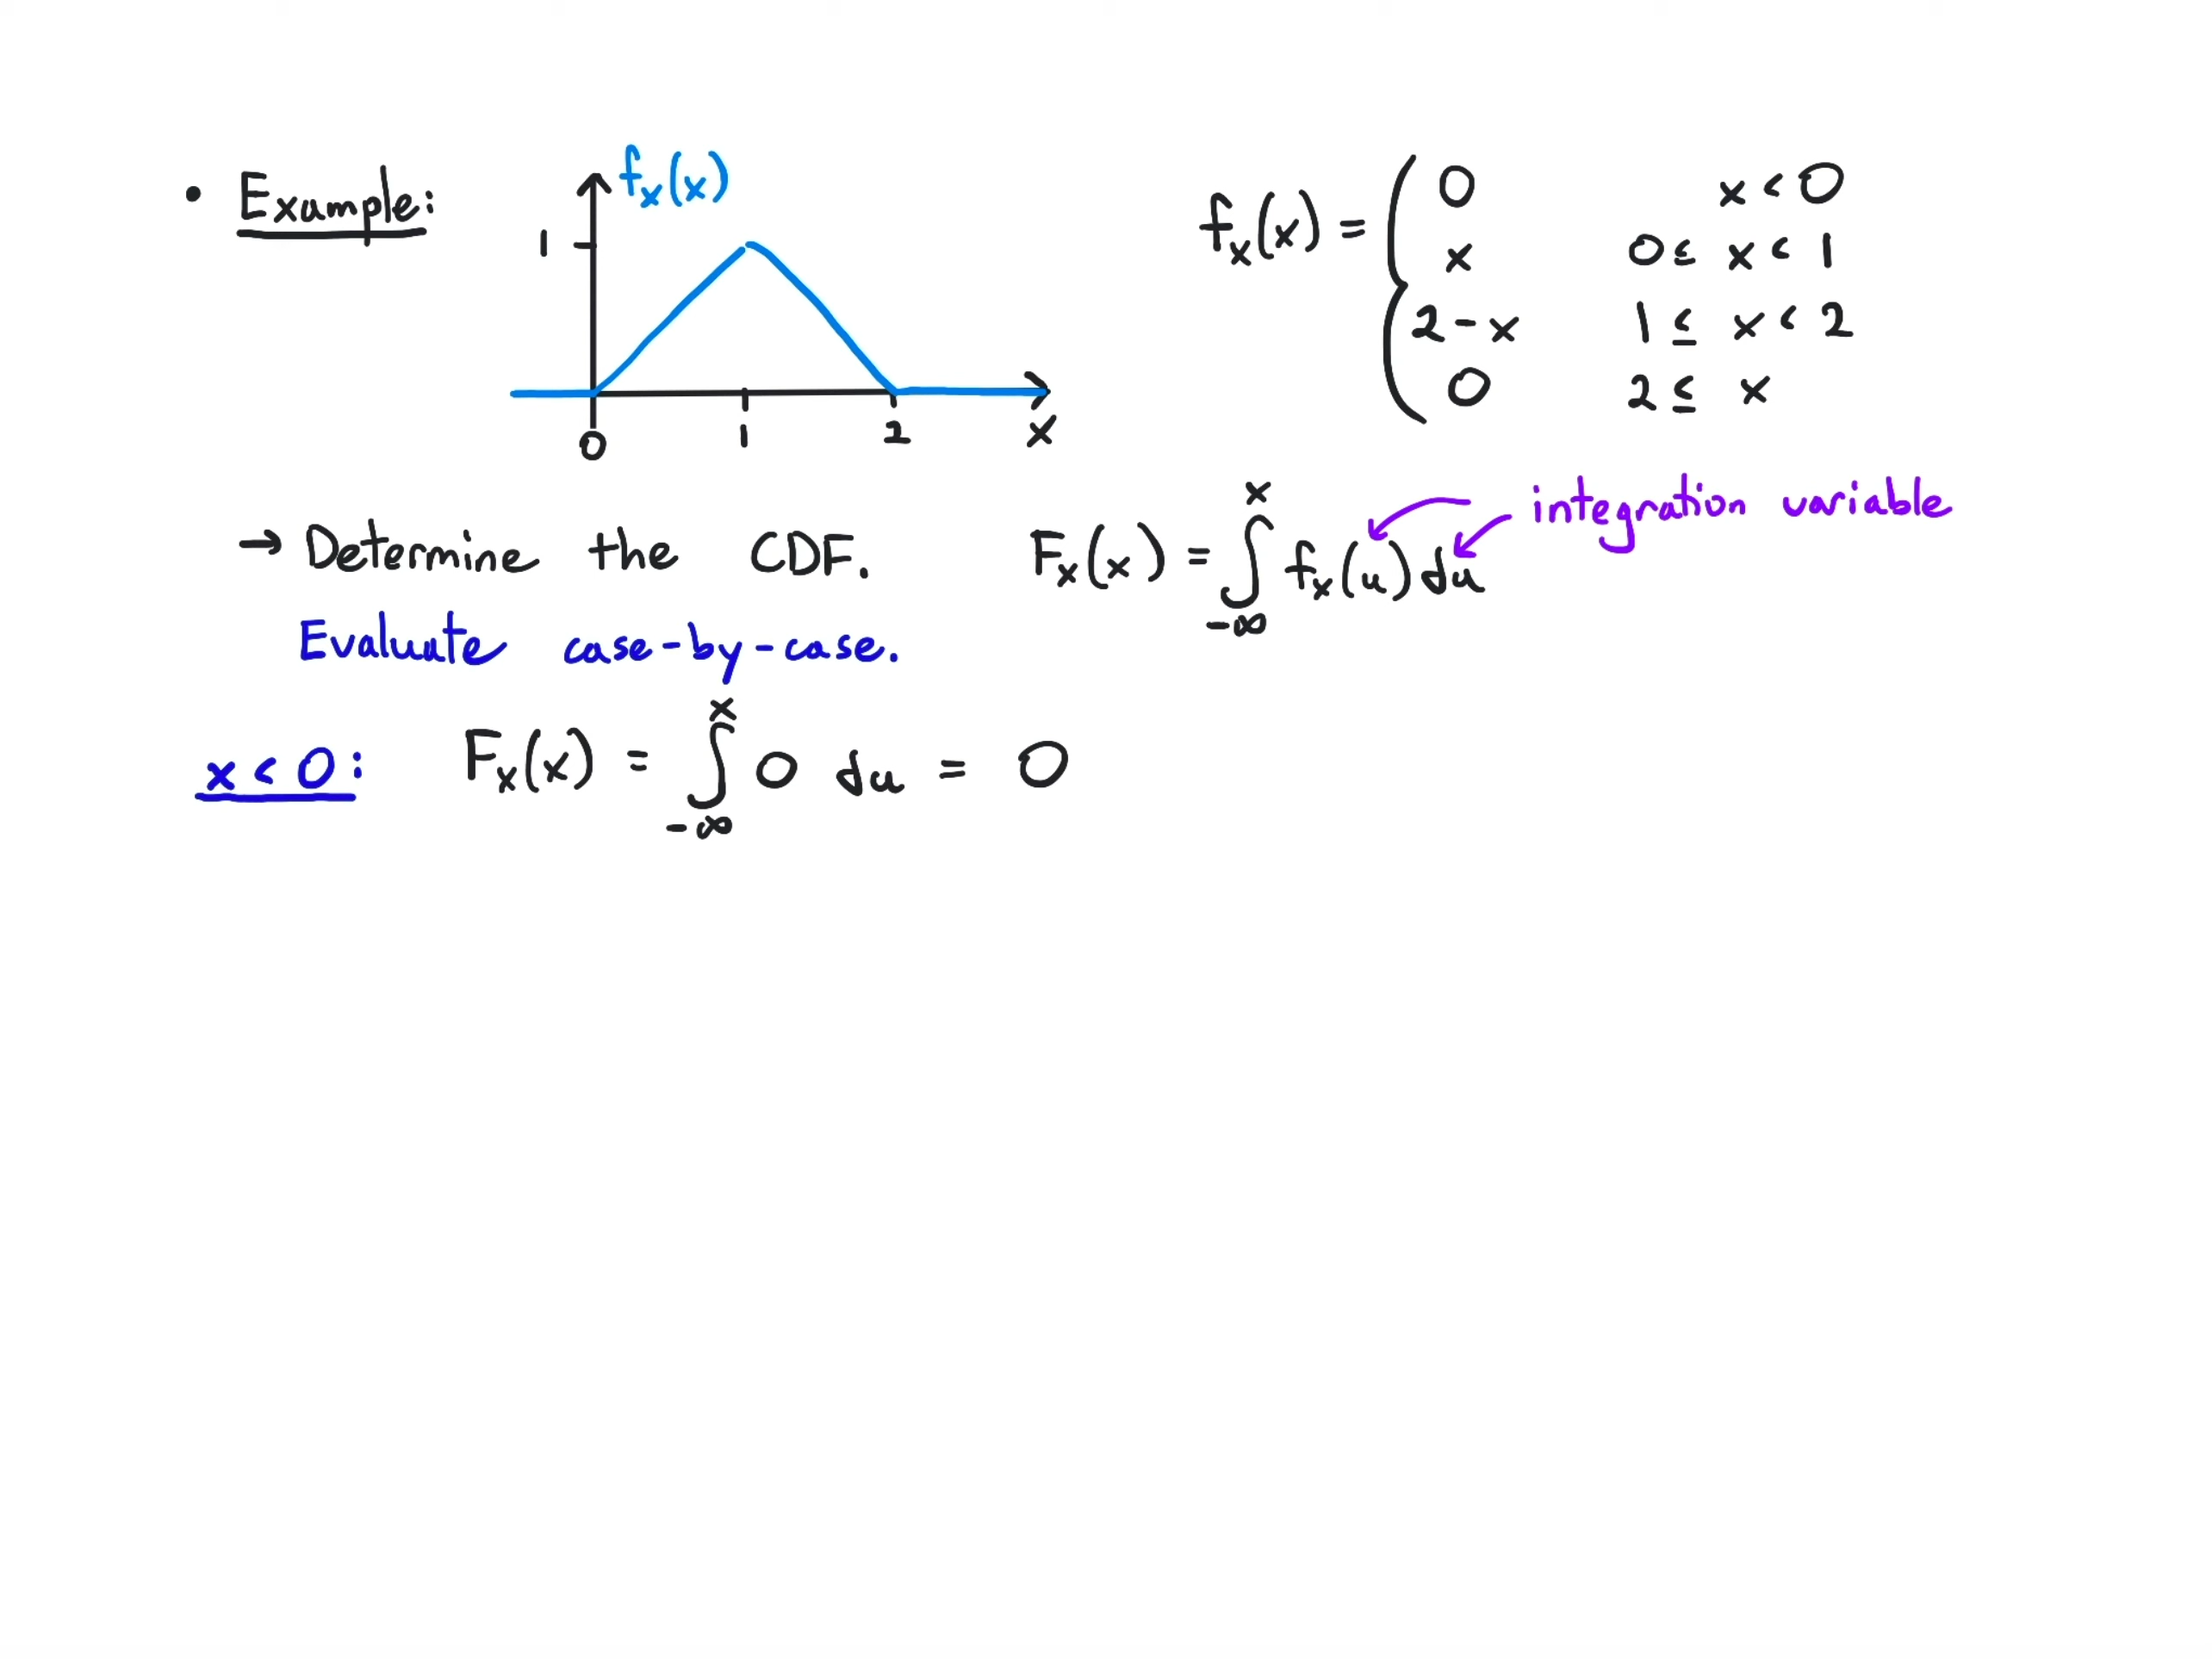 • Example:
f_x(x)
1
0 1 2 x
f_x(x) = { 0 x < 0
x 0 ≤ x < 1
2 - x 1 ≤ x < 2
0 2 ≤ x
→ Determine the CDF. F_x(x) = ∫_{-∞}^{x} f_x(u) du integration variable
Evaluate case-by-case.
x < 0: F_x(x) = ∫_{-∞}^{x} 0 du = 0